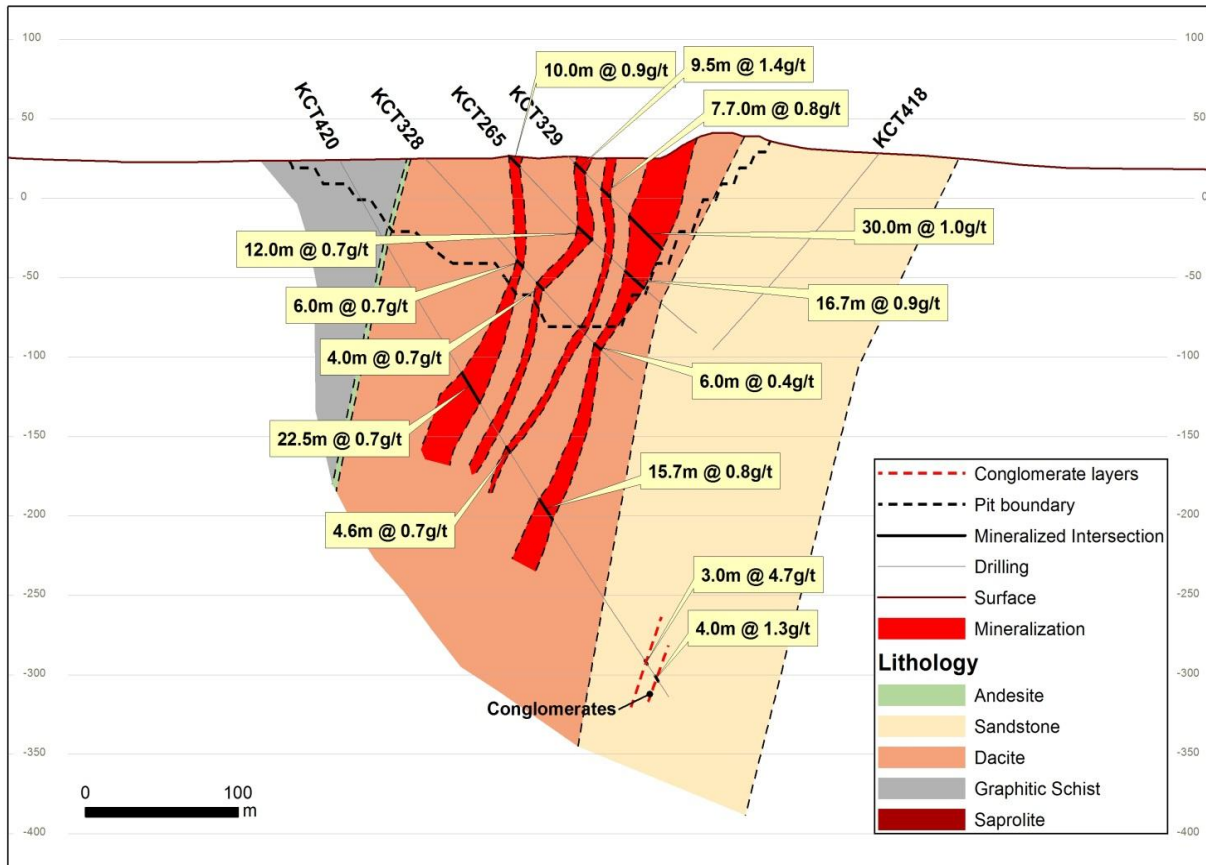 100
100
10.0m @ 0.9g/t
9.5m @ 1.4g/t
7.7.0m @ 0.8g/t
KCT420
KCT328
KCT265
KCT329
KCT418
50
50
0
0
12.0m @ 0.7g/t
30.0m @ 1.0g/t
6.0m @ 0.7g/t
16.7m @ 0.9g/t
-50
-50
4.0m @ 0.7g/t
6.0m @ 0.4g/t
-100
-100
22.5m @ 0.7g/t
-150
-150
15.7m @ 0.8g/t
4.6m @ 0.7g/t
-200
-200
-250
-250
3.0m @ 4.7g/t
4.0m @ 1.3g/t
-300
-300
Conglomerates
-350
-350
0 100
m
-400
-400
Conglomerate layers
Pit boundary
Mineralized Intersection
Drilling
Surface
Mineralization
Lithology
Andesite
Sandstone
Dacite
Graphitic Schist
Saprolite